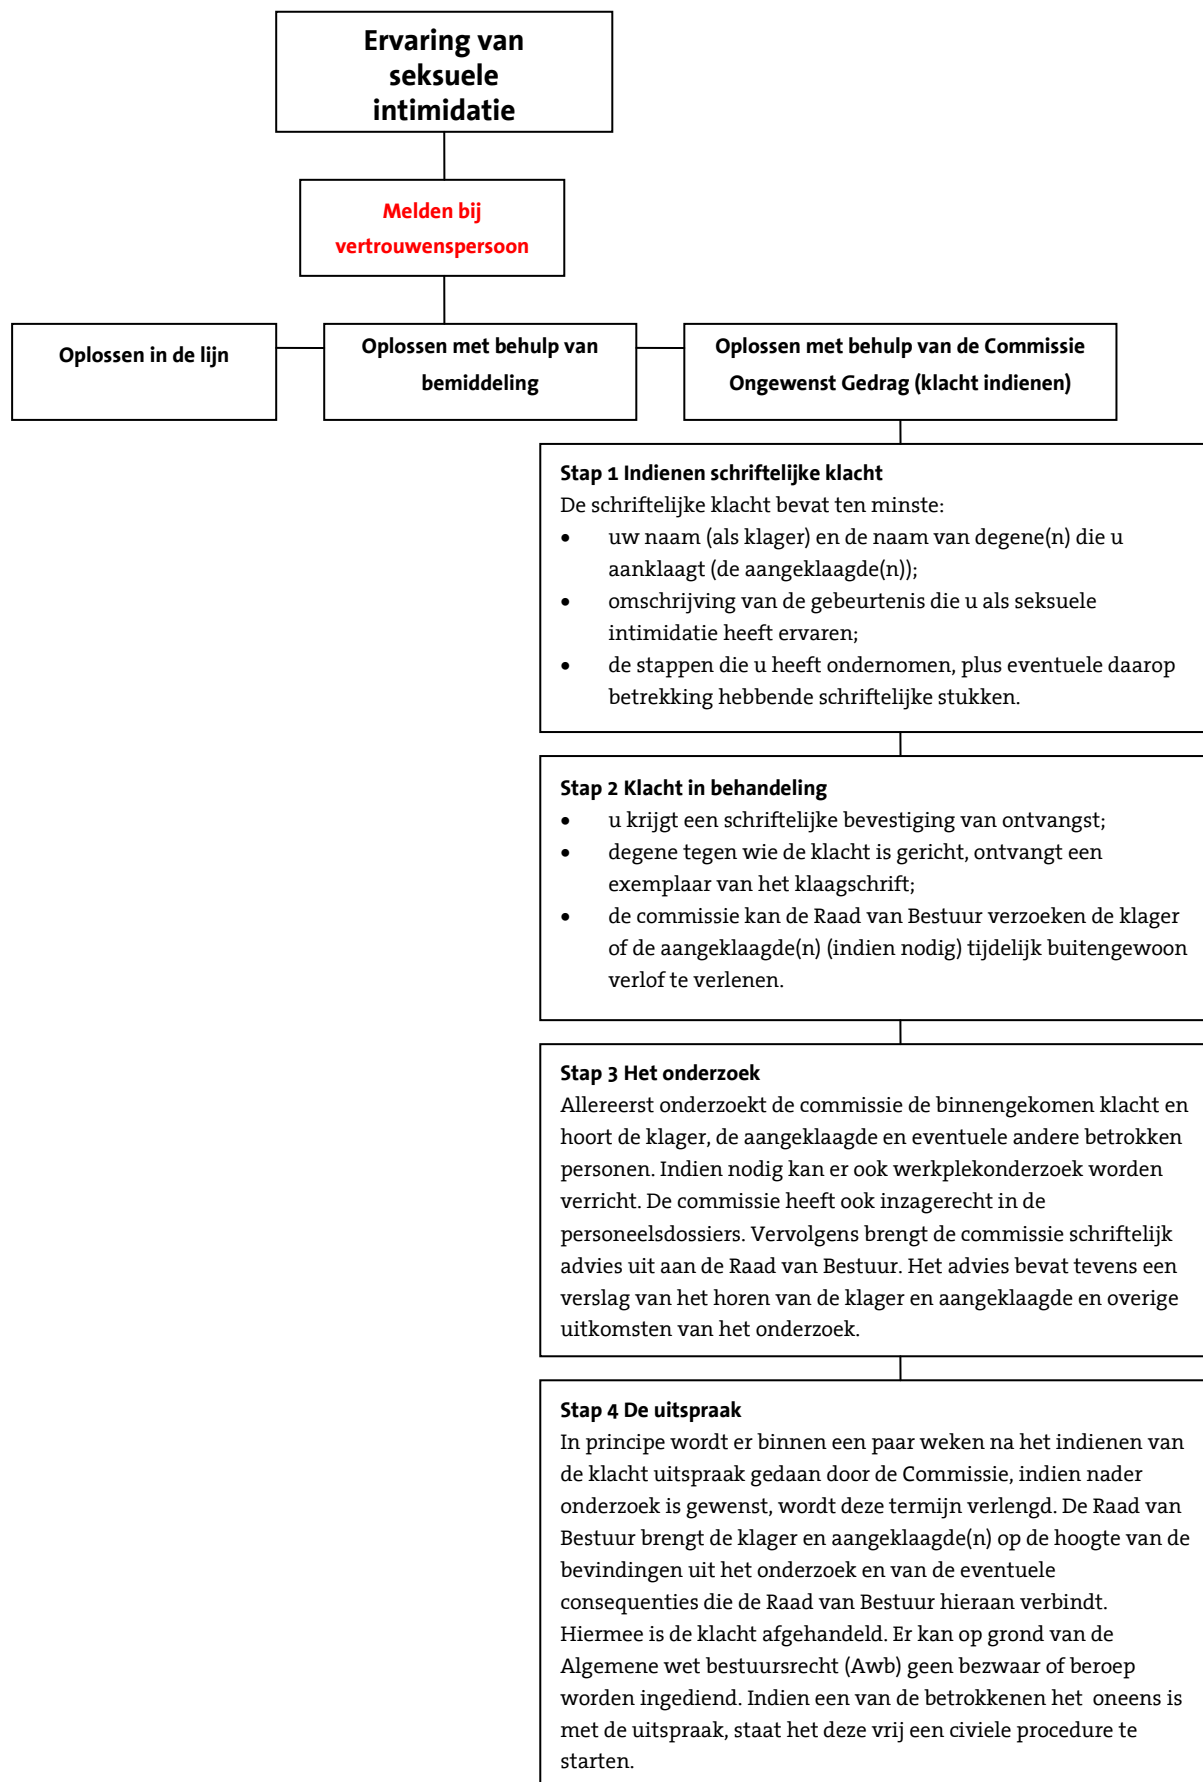 Ervaring van
seksuele
intimidatie
Melden bij
vertrouwenspersoon
Oplossen in de lijn
Oplossen met behulp van
bemiddeling
Oplossen met behulp van de Commissie
Ongewenst Gedrag (klacht indienen)
Stap 1 Indienen schriftelijke klacht
De schriftelijke klacht bevat ten minste:
• uw naam (als klager) en de naam van degene(n) die u
aanklaagt (de aangeklaagde(n));
• omschrijving van de gebeurtenis die u als seksuele
intimidatie heeft ervaren;
• de stappen die u heeft ondernomen, plus eventuele daarop
betrekking hebbende schriftelijke stukken.
Stap 2 Klacht in behandeling
• u krijgt een schriftelijke bevestiging van ontvangst;
• degene tegen wie de klacht is gericht, ontvangt een
exemplaar van het klaagschrift;
• de commissie kan de Raad van Bestuur verzoeken de klager
of de aangeklaagde(n) (indien nodig) tijdelijk buitengewoon
verlof te verlenen.
Stap 3 Het onderzoek
Allereerst onderzoekt de commissie de binnengekomen klacht en
hoort de klager, de aangeklaagde en eventuele andere betrokken
personen. Indien nodig kan er ook werkplekonderzoek worden
verricht. De commissie heeft ook inzagerecht in de
personeelsdossiers. Vervolgens brengt de commissie schriftelijk
advies uit aan de Raad van Bestuur. Het advies bevat tevens een
verslag van het horen van de klager en aangeklaagde en overige
uitkomsten van het onderzoek.
Stap 4 De uitspraak
In principe wordt er binnen een paar weken na het indienen van
de klacht uitspraak gedaan door de Commissie, indien nader
onderzoek is gewenst, wordt deze termijn verlengd. De Raad van
Bestuur brengt de klager en aangeklaagde(n) op de hoogte van de
bevindingen uit het onderzoek en van de eventuele
consequenties die de Raad van Bestuur hieraan verbindt.
Hiermee is de klacht afgehandeld. Er kan op grond van de
Algemene wet bestuursrecht (Awb) geen bezwaar of beroep
worden ingediend. Indien een van de betrokkenen het oneens is
met de uitspraak, staat het deze vrij een civiele procedure te
starten.